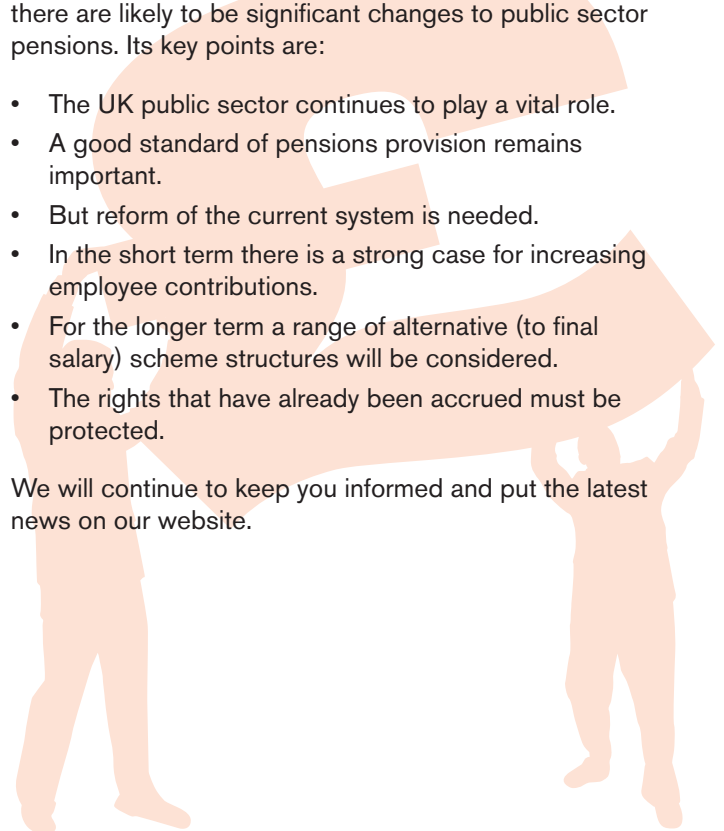 there are likely to be significant changes to public sector
pensions. Its key points are:
• The UK public sector continues to play a vital role.
• A good standard of pensions provision remains
important.
• But reform of the current system is needed.
• In the short term there is a strong case for increasing
employee contributions.
• For the longer term a range of alternative (to final
salary) scheme structures will be considered.
• The rights that have already been accrued must be
protected.
We will continue to keep you informed and put the latest
news on our website.